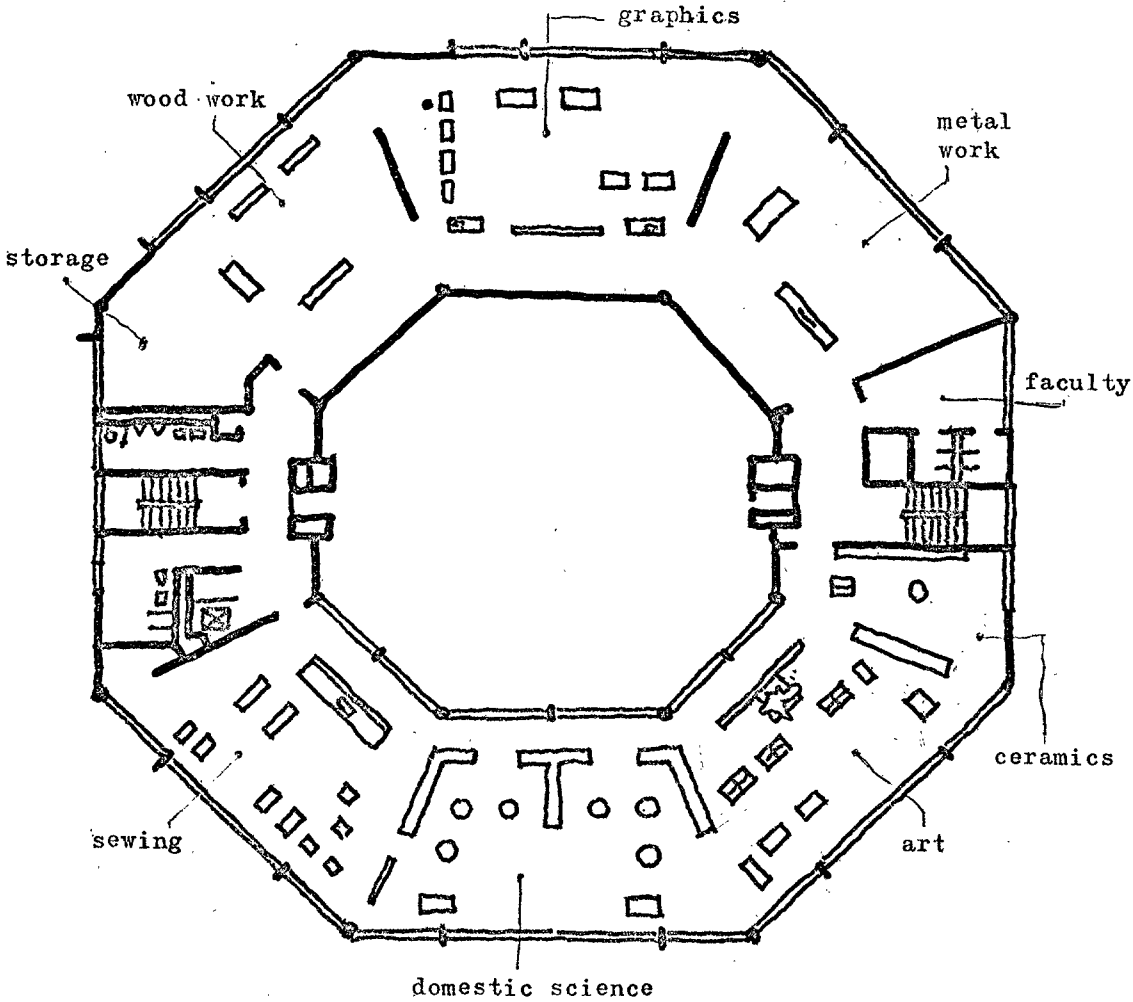 graphics
wood work
metal
work
storage
faculty
ceramics
sewing
art
domestic science